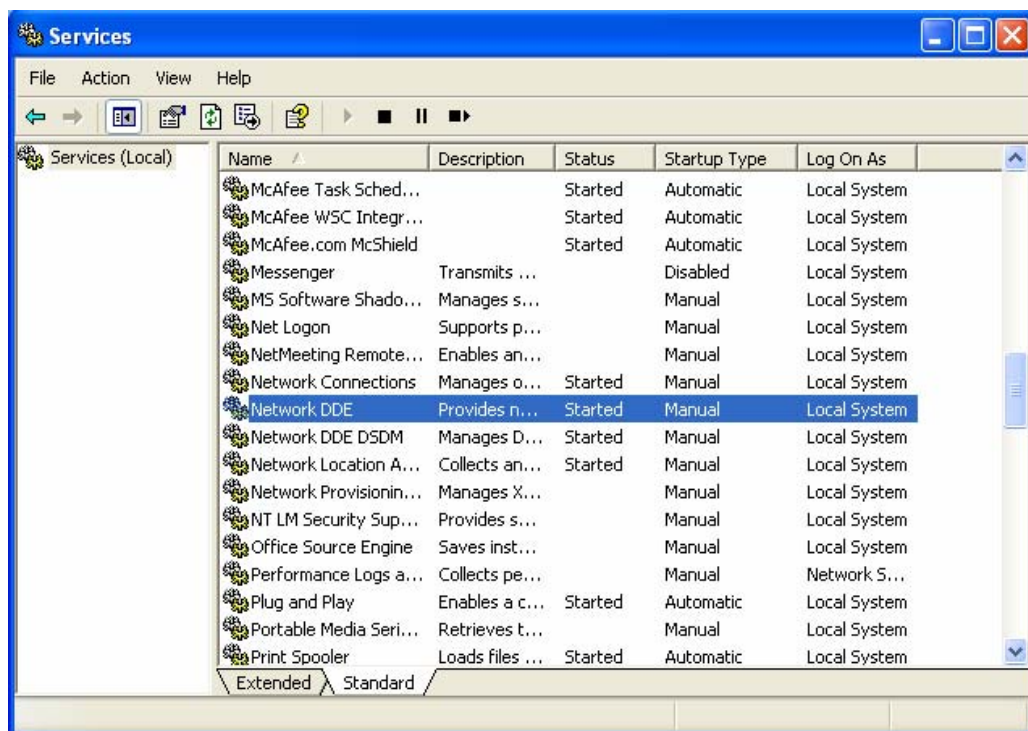 Services
File Action View Help
Services (Local)
Name Description Status Startup Type Log On As
McAfee Task Sched... Started Automatic Local System
McAfee WSC Integr... Started Automatic Local System
McAfee.com McShield Started Automatic Local System
Messenger Transmits ... Disabled Local System
MS Software Shado... Manages s... Manual Local System
Net Logon Supports p... Manual Local System
NetMeeting Remote... Enables an... Manual Local System
Network Connections Manages o... Started Manual Local System
Network DDE Provides n... Started Manual Local System
Network DDE DSDM Manages D... Started Manual Local System
Network Location A... Collects an... Started Manual Local System
Network Provisionin... Manages X... Manual Local System
NT LM Security Sup... Provides s... Manual Local System
Office Source Engine Saves inst... Manual Local System
Performance Logs a... Collects pe... Manual Network S...
Plug and Play Enables a c... Started Automatic Local System
Portable Media Seri... Retrieves t... Manual Local System
Print Spooler Loads files ... Started Automatic Local System
Extended Standard